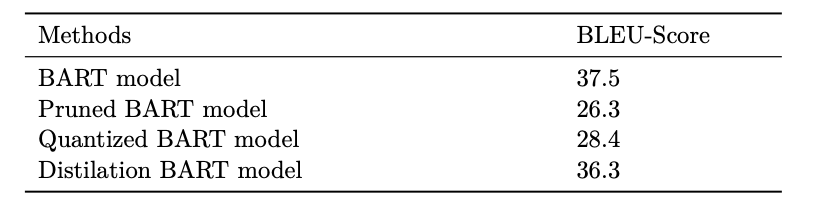 Methods BLEU-Score
BART model 37.5
Pruned BART model 26.3
Quantized BART model 28.4
Distilation BART model 36.3